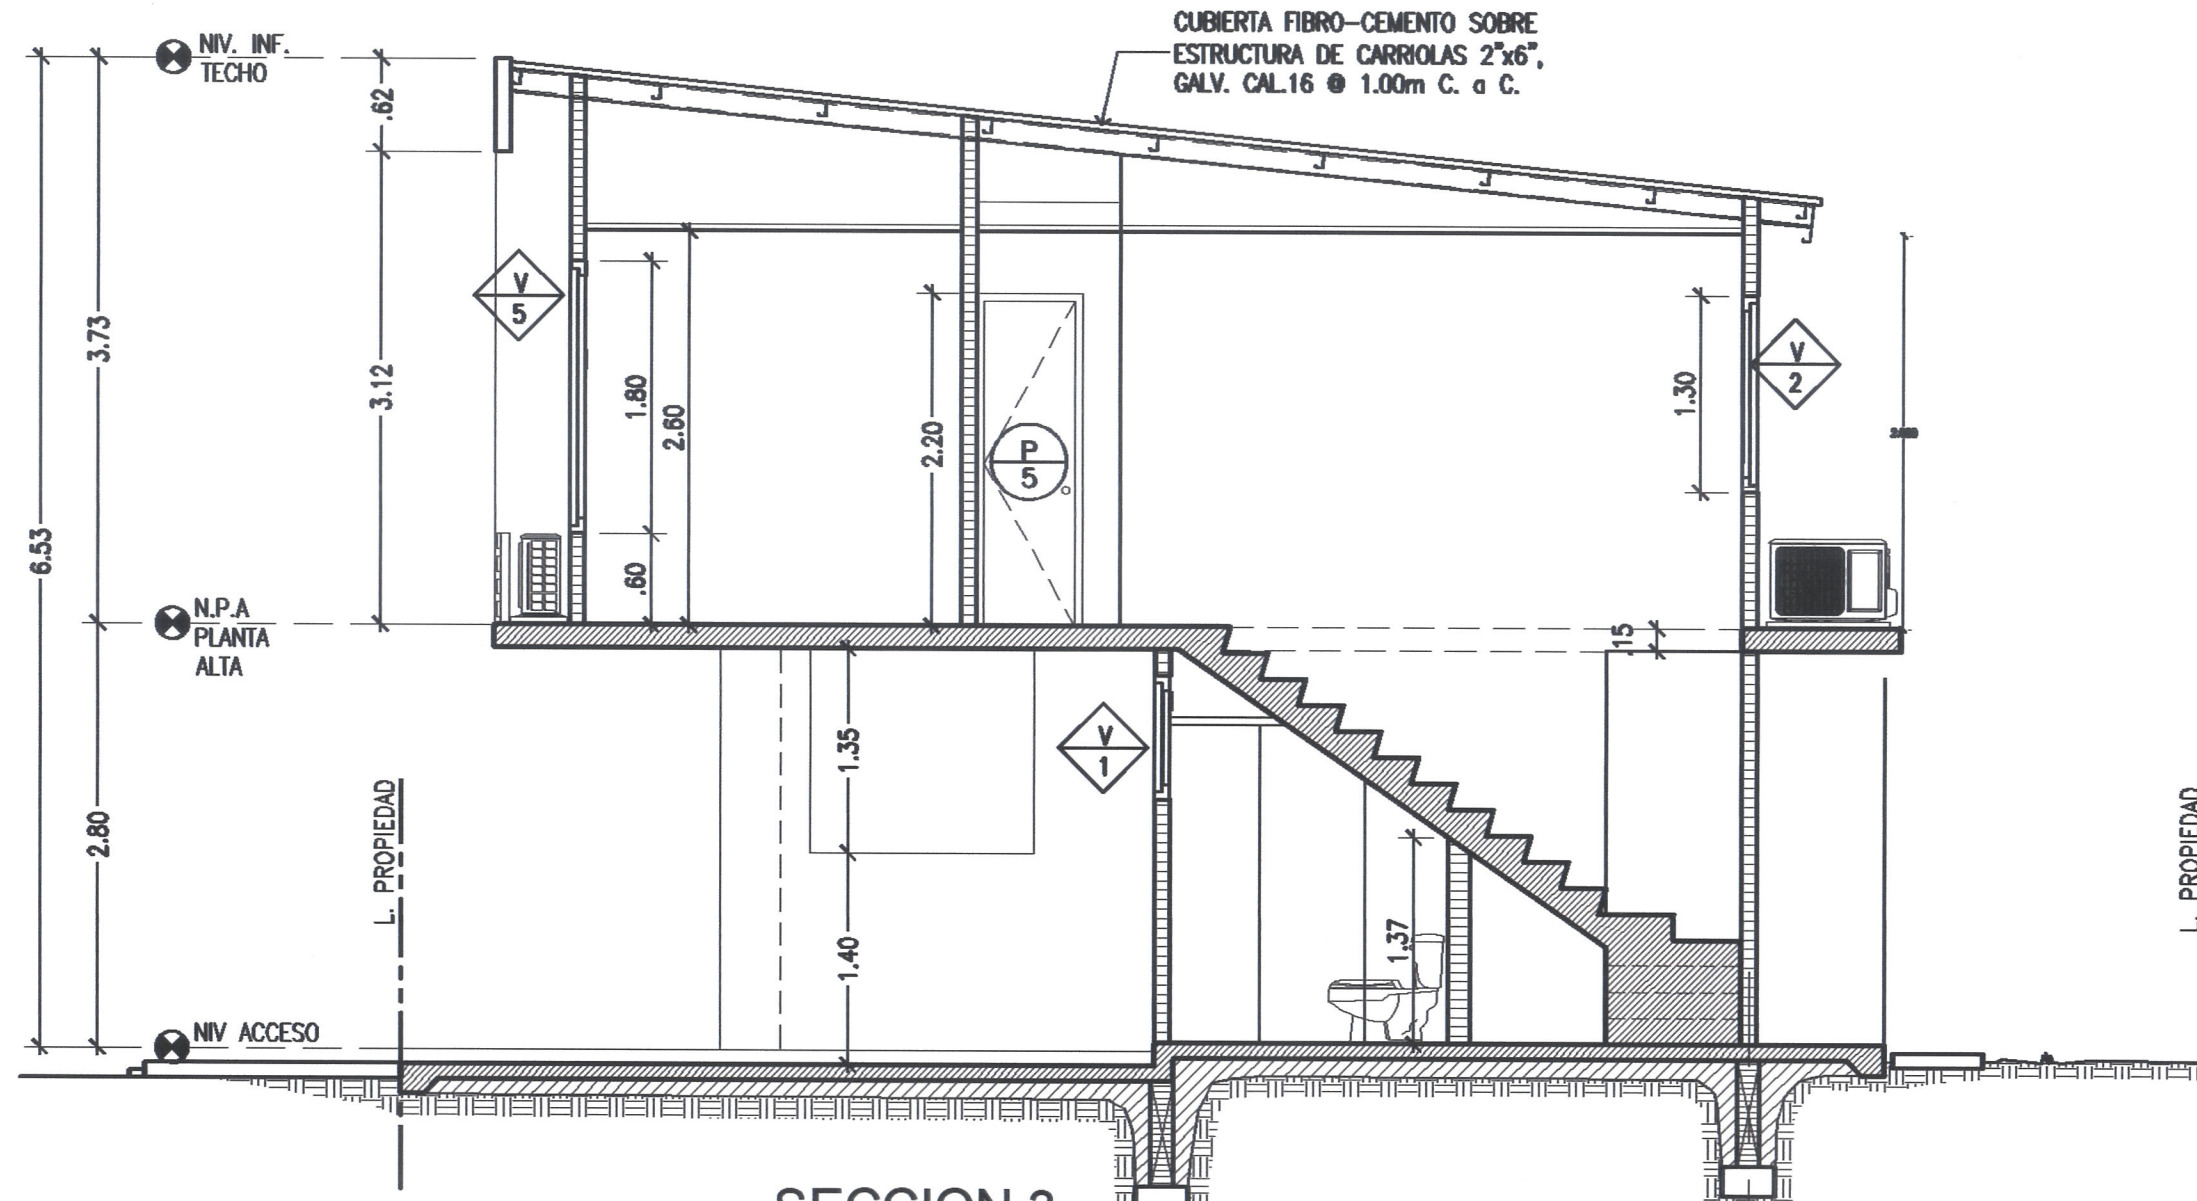 CUBIERTA FIBRO-CEMENTO SOBRE
ESTRUCTURA DE CARRIOLAS 2"x6",
GALV. CAL.16 @ 1.00m C. a C.
NIV. INF.
TECHO
.62
3.73
3.12
6.53
V
5
1.80
2.60
.60
2.20
P
5
1.30
V
2
N.P.A
PLANTA
ALTA
.15
1.35
V
1
2.80
L. PROPIEDAD
1.40
1.37
L. PROPIEDAD
NIV ACCESO